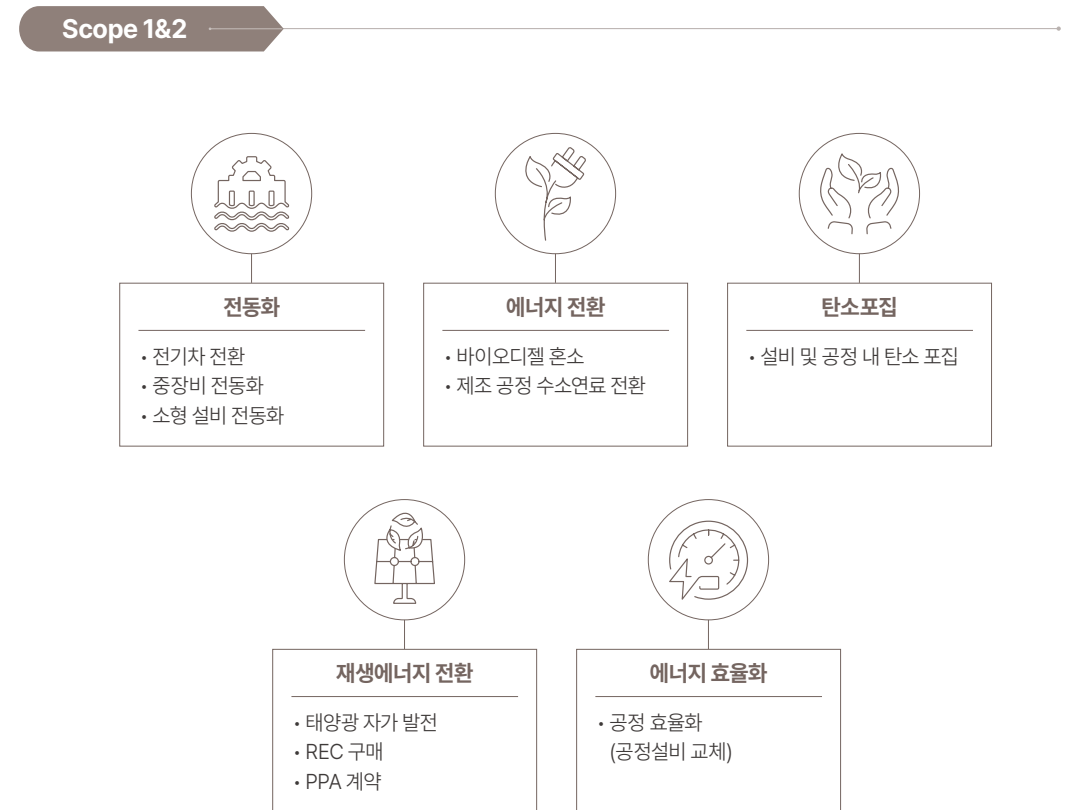 Scope 1&2
전동화
• 전기차 전환
• 중장비 전동화
• 소형 설비 전동화
에너지 전환
• 바이오디젤 혼소
• 제조 공정 수소연료 전환
탄소포집
• 설비 및 공정 내 탄소 포집
재생에너지 전환
• 태양광 자가 발전
• REC 구매
• PPA 계약
에너지 효율화
• 공정 효율화
(공정설비 교체)